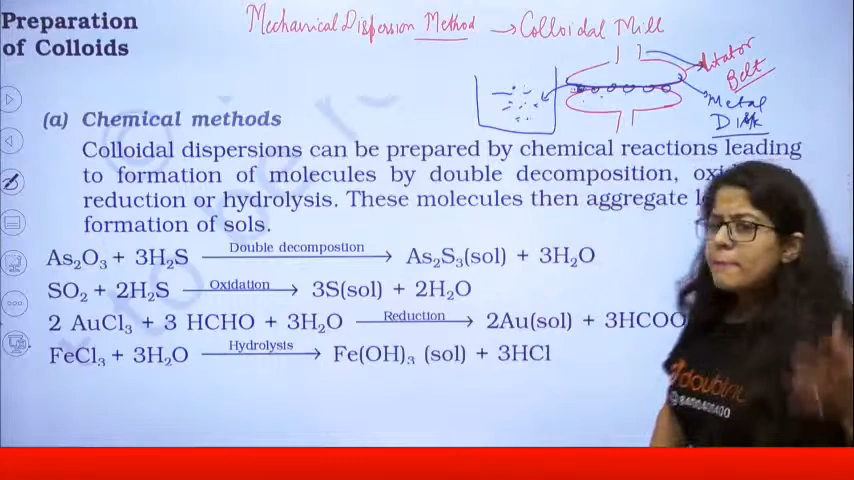 Preparation
of Colloids
Mechanical Dispersion Method → Colloidal Mill
Belt
Metal
Disk
(a) Chemical methods
Colloidal dispersions can be prepared by chemical reactions leading
to formation of molecules by double decomposition,
reduction or hydrolysis. These molecules then aggregate
formation of sols.
As₂O₃ + 3H₂S Double decompostion → As₂S₃(sol) + 3H₂O
SO₂ + 2H₂S Oxidation → 3S(sol) + 2H₂O
2 AuCl₃ + 3 HCHO + 3H₂O Reduction → 2Au(sol) + 3HCOO
FeCl₃ + 3H₂O Hydrolysis → Fe(OH)₃ (sol) + 3HCl
doubtnut
8400400400